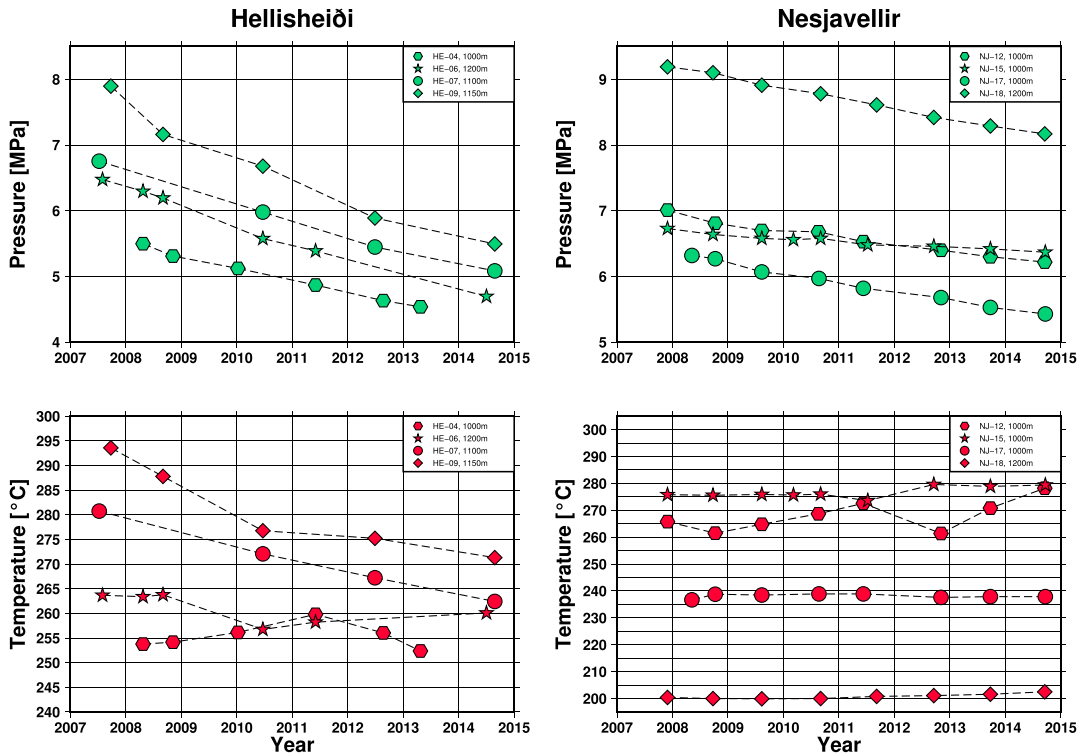 Hellisheiði
Nesjavellir
Pressure [MPa]
8
7
6
5
4
HE−04, 1000m
HE−06, 1200m
HE−07, 1100m
HE−09, 1150m
2007 2008 2009 2010 2011 2012 2013 2014 2015
Pressure [MPa]
9
8
7
6
5
NJ−12, 1000m
NJ−15, 1000m
NJ−17, 1000m
NJ−18, 1200m
2007 2008 2009 2010 2011 2012 2013 2014 2015
Temperature [°C]
300
295
290
285
280
275
270
265
260
255
250
245
240
HE−04, 1000m
HE−06, 1200m
HE−07, 1100m
HE−09, 1150m
2007 2008 2009 2010 2011 2012 2013 2014 2015
Year
Temperature [°C]
300
290
280
270
260
250
240
230
220
210
200
NJ−12, 1000m
NJ−15, 1000m
NJ−17, 1000m
NJ−18, 1200m
2007 2008 2009 2010 2011 2012 2013 2014 2015
Year